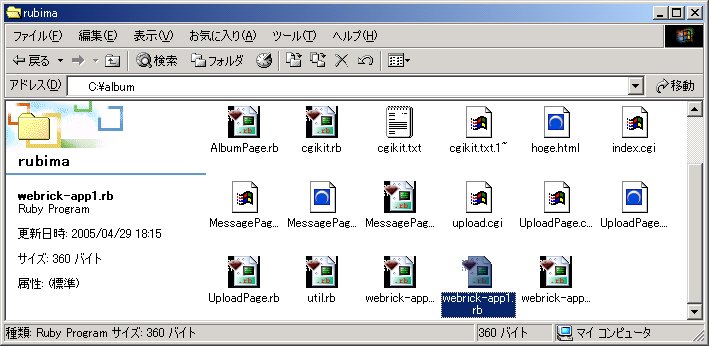 rubima
ファイル(F) 編集(E) 表示(V) お気に入り(A) ツール(T) ヘルプ(H)
戻る 検索 フォルダ
アドレス(D) C:¥album 移動
AlbumPage.rb cgikit.rb cgikit.txt cgikit.txt.1~ hoge.html index.cgi
rubima
webrick-app1.rb
Ruby Program
更新日時: 2005/04/29 18:15
サイズ: 360 バイト
属性: (標準)
MessagePag... MessagePag... MessagePag... upload.cgi UploadPage.c... UploadPage....
UploadPage.rb util.rb webrick-app... webrick-app1.
rb webrick-app...
種類: Ruby Program サイズ: 360 バイト 360 バイト マイ コンピュータ